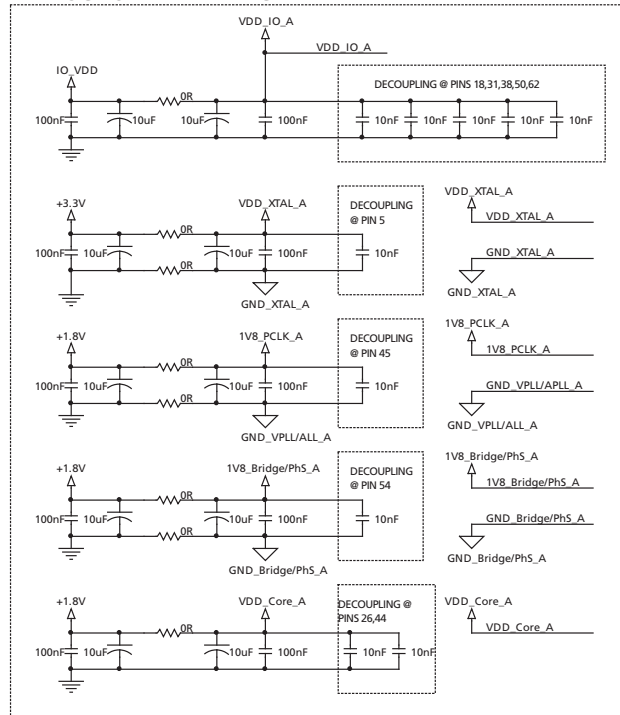 VDD_IO_A
VDD_IO_A
IO_VDD
DECOUPLING @ PINS 18,31,38,50,62
0R
100nF
10uF
10uF
100nF
10nF
10nF
10nF
10nF
10nF
+3.3V
VDD_XTAL_A
DECOUPLING
@ PIN 5
VDD_XTAL_A
VDD_XTAL_A
0R
100nF
10uF
10uF
100nF
10nF
0R
GND_XTAL_A
GND_XTAL_A
GND_XTAL_A
+1.8V
1V8_PCLK_A
DECOUPLING
@ PIN 45
1V8_PCLK_A
1V8_PCLK_A
0R
100nF
10uF
10uF
100nF
10nF
0R
GND_VPLL/ALL_A
GND_VPLL/APLL_A
GND_VPLL/ALL_A
+1.8V
1V8_Bridge/PhS_A
DECOUPLING
@ PIN 54
1V8_Bridge/PhS_A
1V8_Bridge/PhS_A
0R
100nF
10uF
10uF
100nF
10nF
0R
GND_Bridge/PhS_A
GND_Bridge/PhS_A
GND_Bridge/PhS_A
+1.8V
VDD_Core_A
DECOUPLING @
PINS 26,44
VDD_Core_A
VDD_Core_A
0R
100nF
10uF
10uF
100nF
10nF
10nF